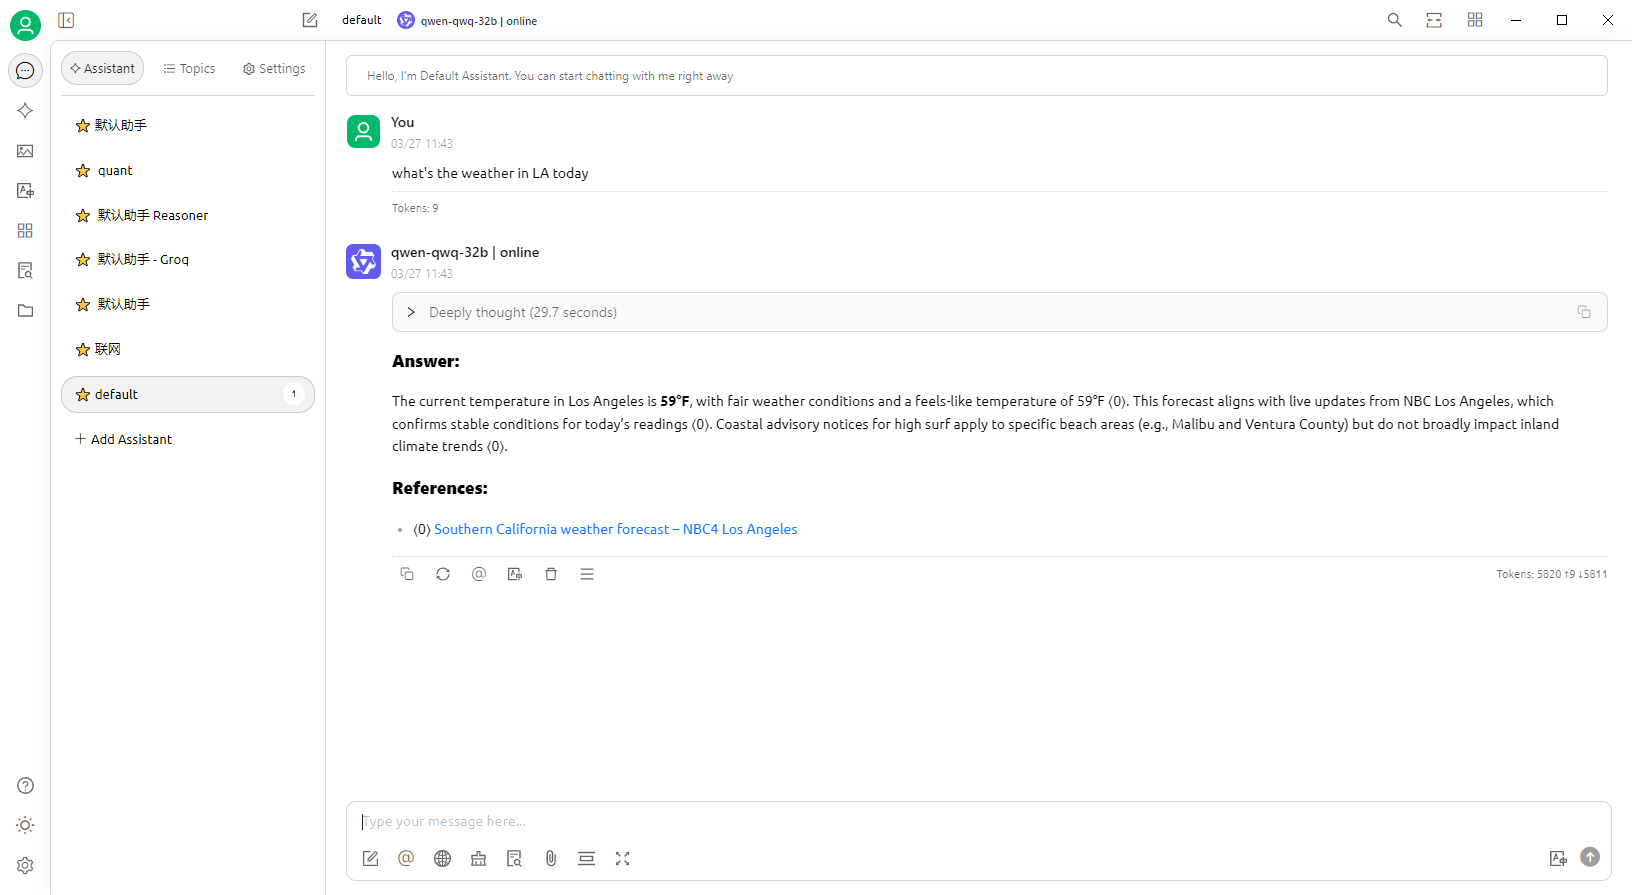 default qwen-qwq-32b | online
Assistant Topics Settings
默认助手
quant
默认助手 Reasoner
默认助手 - Groq
默认助手
联网
default 1
Add Assistant
Hello, I'm Default Assistant. You can start chatting with me right away
You
03/27 11:43
what's the weather in LA today
Tokens: 9
qwen-qwq-32b | online
03/27 11:43
Deeply thought (29.7 seconds)
Answer:
The current temperature in Los Angeles is 59°F, with fair weather conditions and a feels-like temperature of 59°F ⟨0⟩. This forecast aligns with live updates from NBC Los Angeles, which
confirms stable conditions for today’s readings ⟨0⟩. Coastal advisory notices for high surf apply to specific beach areas (e.g., Malibu and Ventura County) but do not broadly impact inland
climate trends ⟨0⟩.
References:
⟨0⟩ Southern California weather forecast – NBC4 Los Angeles
Tokens: 5820 ↑9 ↓5811
Type your message here...